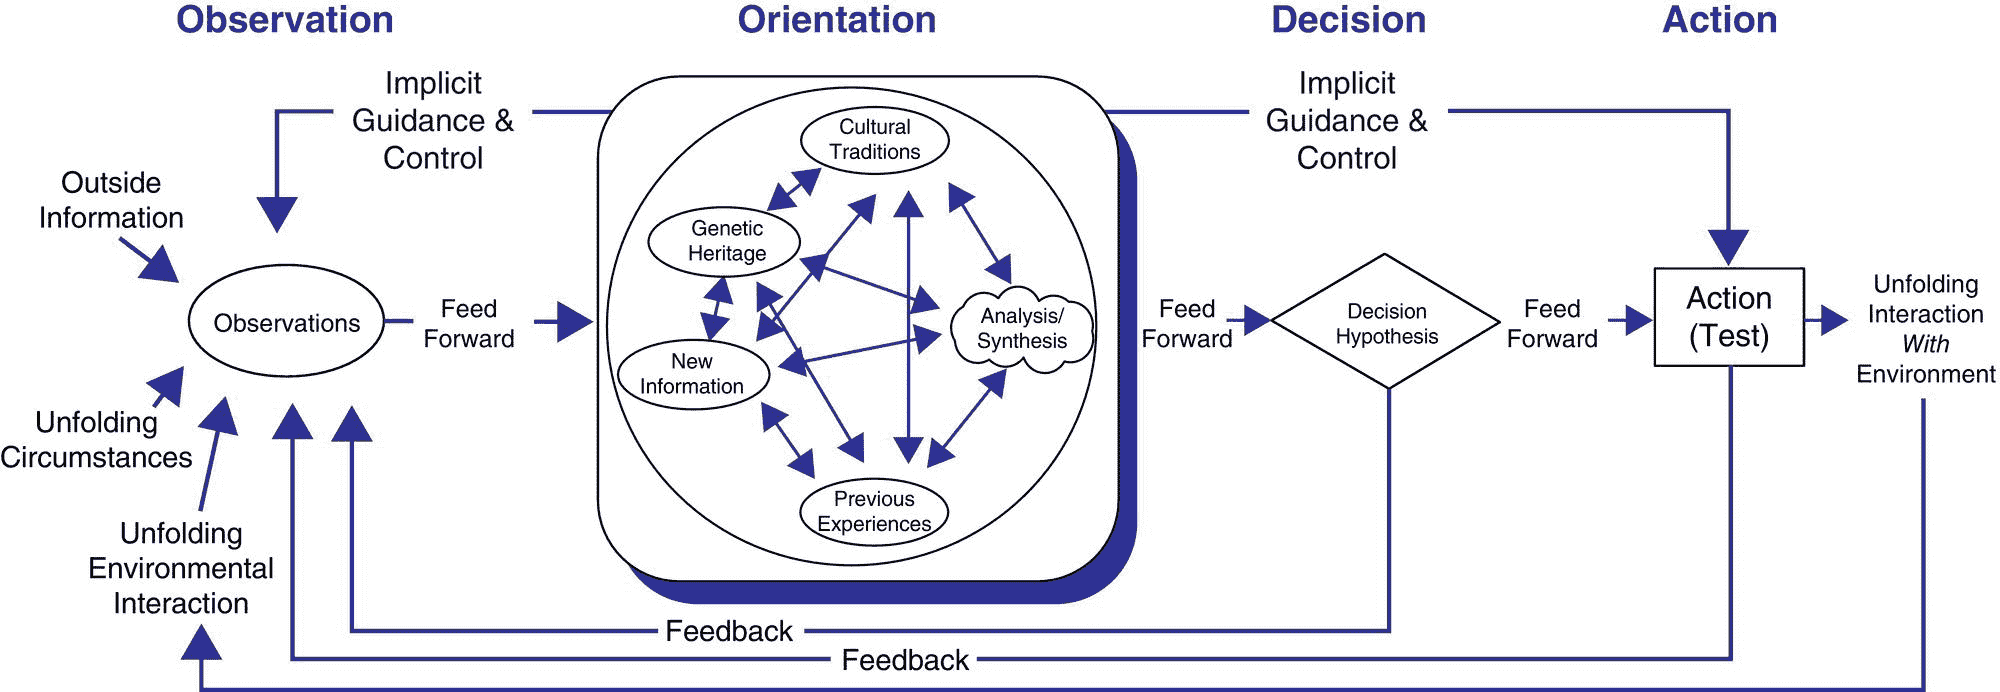 Observation
Orientation
Decision
Action
Implicit
Guidance &
Control
Implicit
Guidance &
Control
Outside
Information
Observations
Feed
Forward
Unfolding
Circumstances
Unfolding
Environmental
Interaction
Cultural
Traditions
Genetic
Heritage
New
Information
Analysis/
Synthesis
Previous
Experiences
Feed
Forward
Decision
Hypothesis
Feed
Forward
Action
(Test)
Unfolding
Interaction
With
Environment
Feedback
Feedback